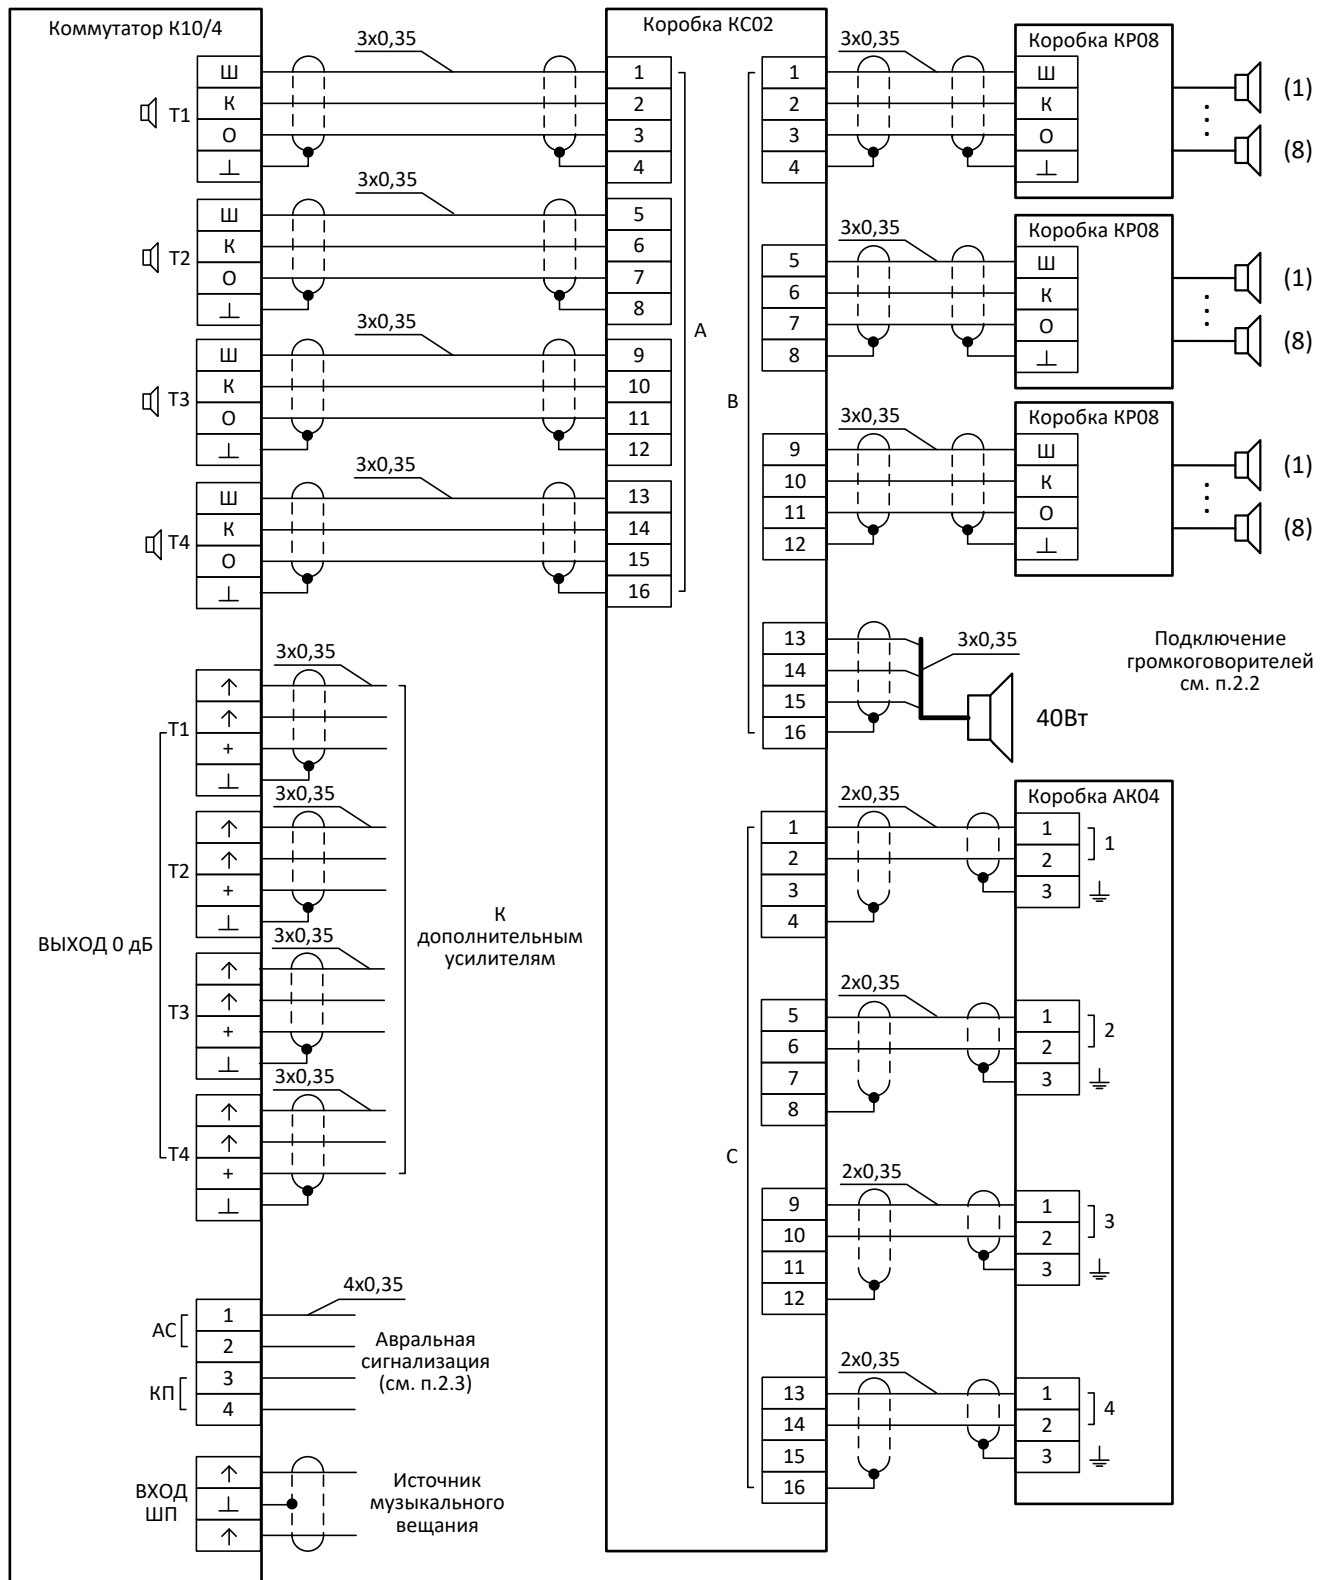 Коммутатор К10/4
3х0,35
Ш
К
О
⊥
Т1
3х0,35
Ш
К
О
⊥
Т2
3х0,35
Ш
К
О
⊥
Т3
3х0,35
Ш
К
О
⊥
Т4
3х0,35
↑
↑
+
⊥
Т1
3х0,35
↑
↑
+
⊥
Т2
ВЫХОД 0 дБ
3х0,35
↑
↑
+
⊥
Т3
3х0,35
↑
↑
+
⊥
Т4
К
дополнительным
усилителям
4х0,35
АС
1
2
КП
3
4
Авральная
сигнализация
(см. п.2.3)
ВХОД
ШП
↑
⊥
↑
Источник
музыкального
вещания
Коробка КС02
1
2
3
4
5
6
7
8
9
10
11
12
13
14
15
16
А
В
1
2
3
4
5
6
7
8
9
10
11
12
13
14
15
16
С
1
2
3
4
5
6
7
8
9
10
11
12
13
14
15
16
3х0,35
Коробка КР08
Ш
К
О
⊥
(1)
(8)
3х0,35
Коробка КР08
Ш
К
О
⊥
(1)
(8)
3х0,35
Коробка КР08
Ш
К
О
⊥
(1)
(8)
3х0,35
40Вт
Подключение
громкоговорителей
см. п.2.2
Коробка АК04
2х0,35
1
2
3
1
2х0,35
1
2
3
2
2х0,35
1
2
3
3
2х0,35
1
2
3
4